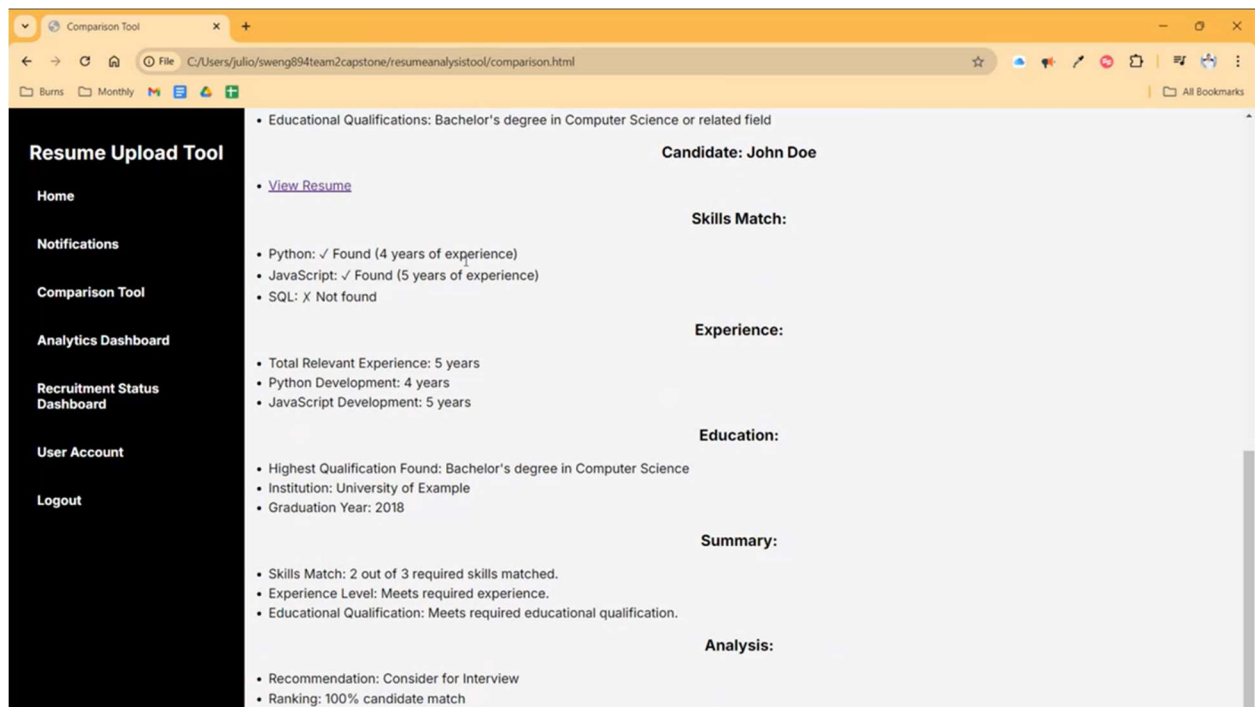 Comparison Tool
File
C:/Users/julio/sweng894team2capstone/resumeanalysistool/comparison.html
Burns
Monthly
All Bookmarks
Resume Upload Tool
Home
Notifications
Comparison Tool
Analytics Dashboard
Recruitment Status
Dashboard
User Account
Logout
• Educational Qualifications: Bachelor's degree in Computer Science or related field
Candidate: John Doe
• View Resume
Skills Match:
• Python: ✓ Found (4 years of experience)
• JavaScript: ✓ Found (5 years of experience)
• SQL: ✗ Not found
Experience:
• Total Relevant Experience: 5 years
• Python Development: 4 years
• JavaScript Development: 5 years
Education:
• Highest Qualification Found: Bachelor's degree in Computer Science
• Institution: University of Example
• Graduation Year: 2018
Summary:
• Skills Match: 2 out of 3 required skills matched.
• Experience Level: Meets required experience.
• Educational Qualification: Meets required educational qualification.
Analysis:
• Recommendation: Consider for Interview
• Ranking: 100% candidate match